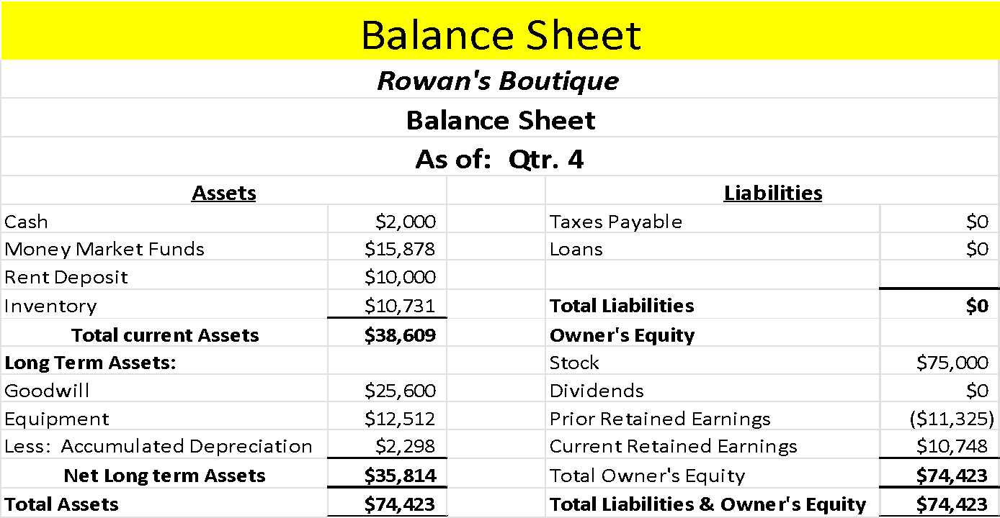 Balance Sheet
Rowan's Boutique
Balance Sheet
As of: Qtr. 4
Assets Liabilities
Cash $2,000 Taxes Payable $0
Money Market Funds $15,878 Loans $0
Rent Deposit $10,000
Inventory $10,731 Total Liabilities $0
Total current Assets $38,609 Owner's Equity
Long Term Assets: Stock $75,000
Goodwill $25,600 Dividends $0
Equipment $12,512 Prior Retained Earnings ($11,325)
Less: Accumulated Depreciation $2,298 Current Retained Earnings $10,748
Net Long term Assets $35,814 Total Owner's Equity $74,423
Total Assets $74,423 Total Liabilities & Owner's Equity $74,423